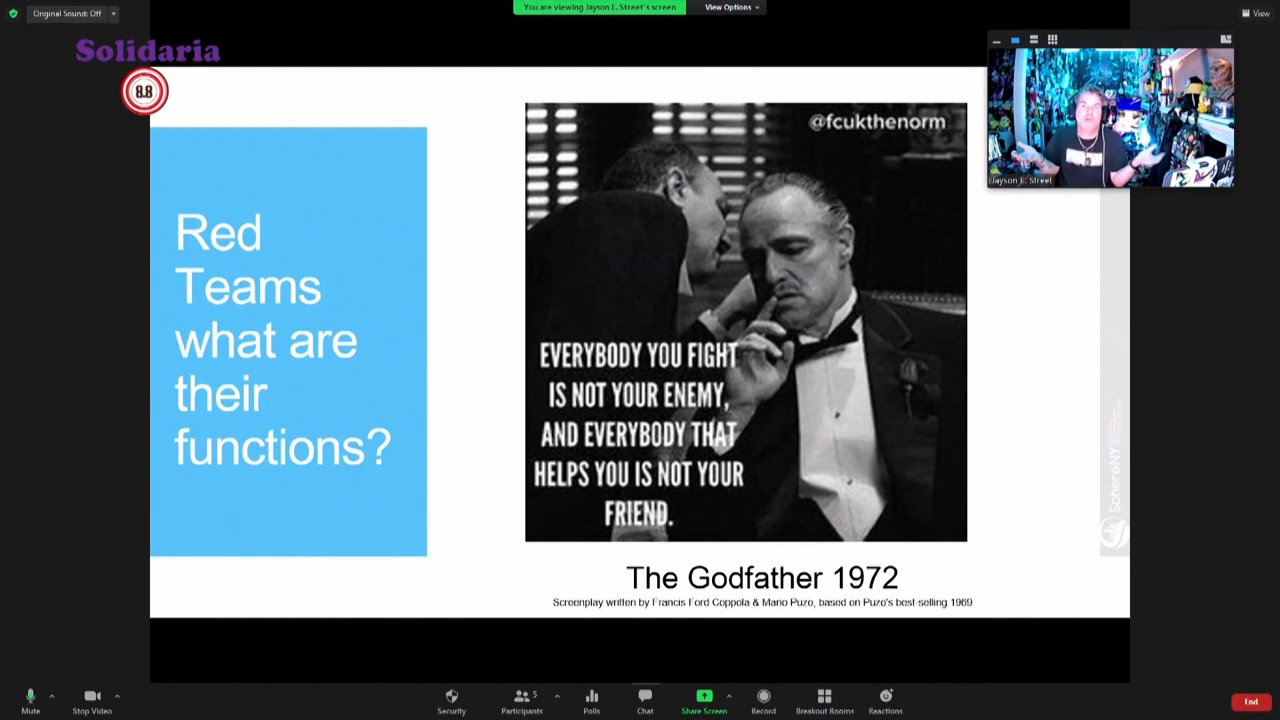 Original Sound: Off
You are viewing Jayson E. Street's screen
View Options
View
Solidaria
8.8
Jayson E. Street
Red
Teams
what are
their
functions?
@fcukthenorm
EVERYBODY YOU FIGHT
IS NOT YOUR ENEMY,
AND EVERYBODY THAT
HELPS YOU IS NOT YOUR
FRIEND.
The Godfather 1972
Screenplay written by Francis Ford Coppola & Mario Puzo, based on Puzo's best-selling 1969
SphereNY
Mute
Stop Video
Security
Participants
5
Polls
Chat
Share Screen
Record
Breakout Rooms
Reactions
End